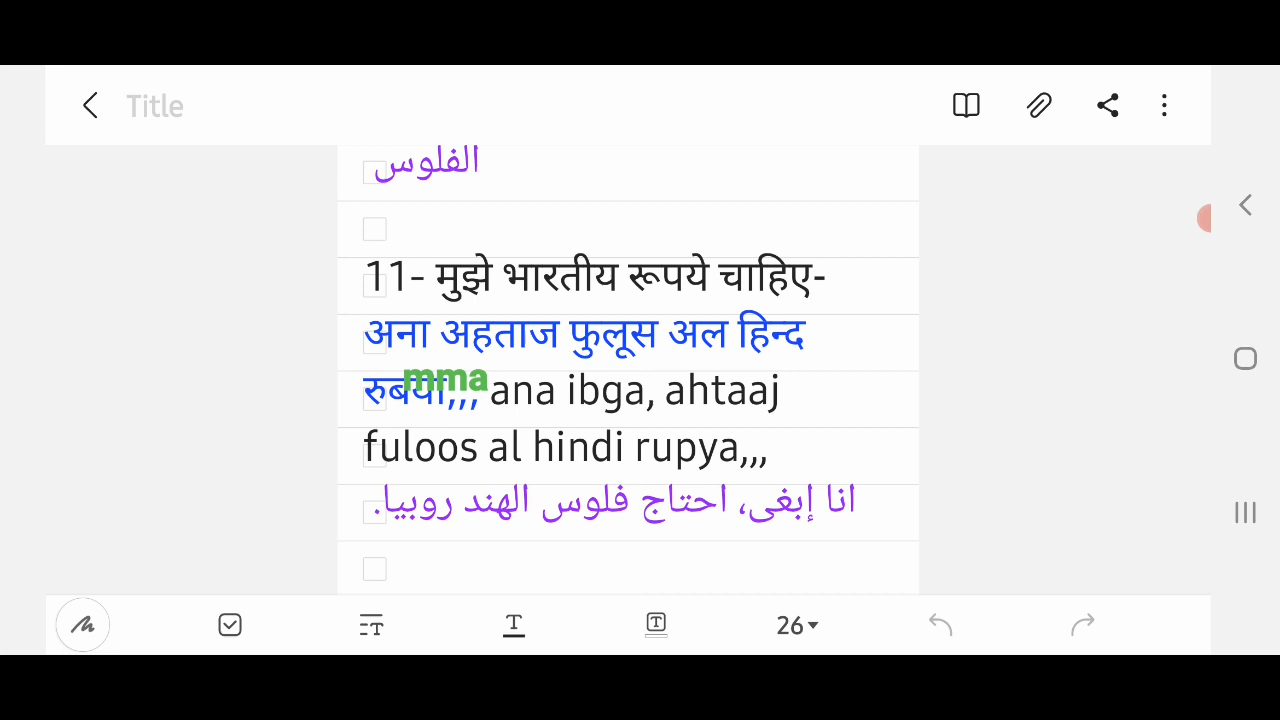 Title
الفلوس
11- मुझे भारतीय रूपये चाहिए-
अना अहताज फुलूस अल हिन्द
रुबया,,, ana ibga, ahtaaj
mma
fuloos al hindi rupya,,,
انا إبغى، احتاج فلوس الهند روبيا.
26